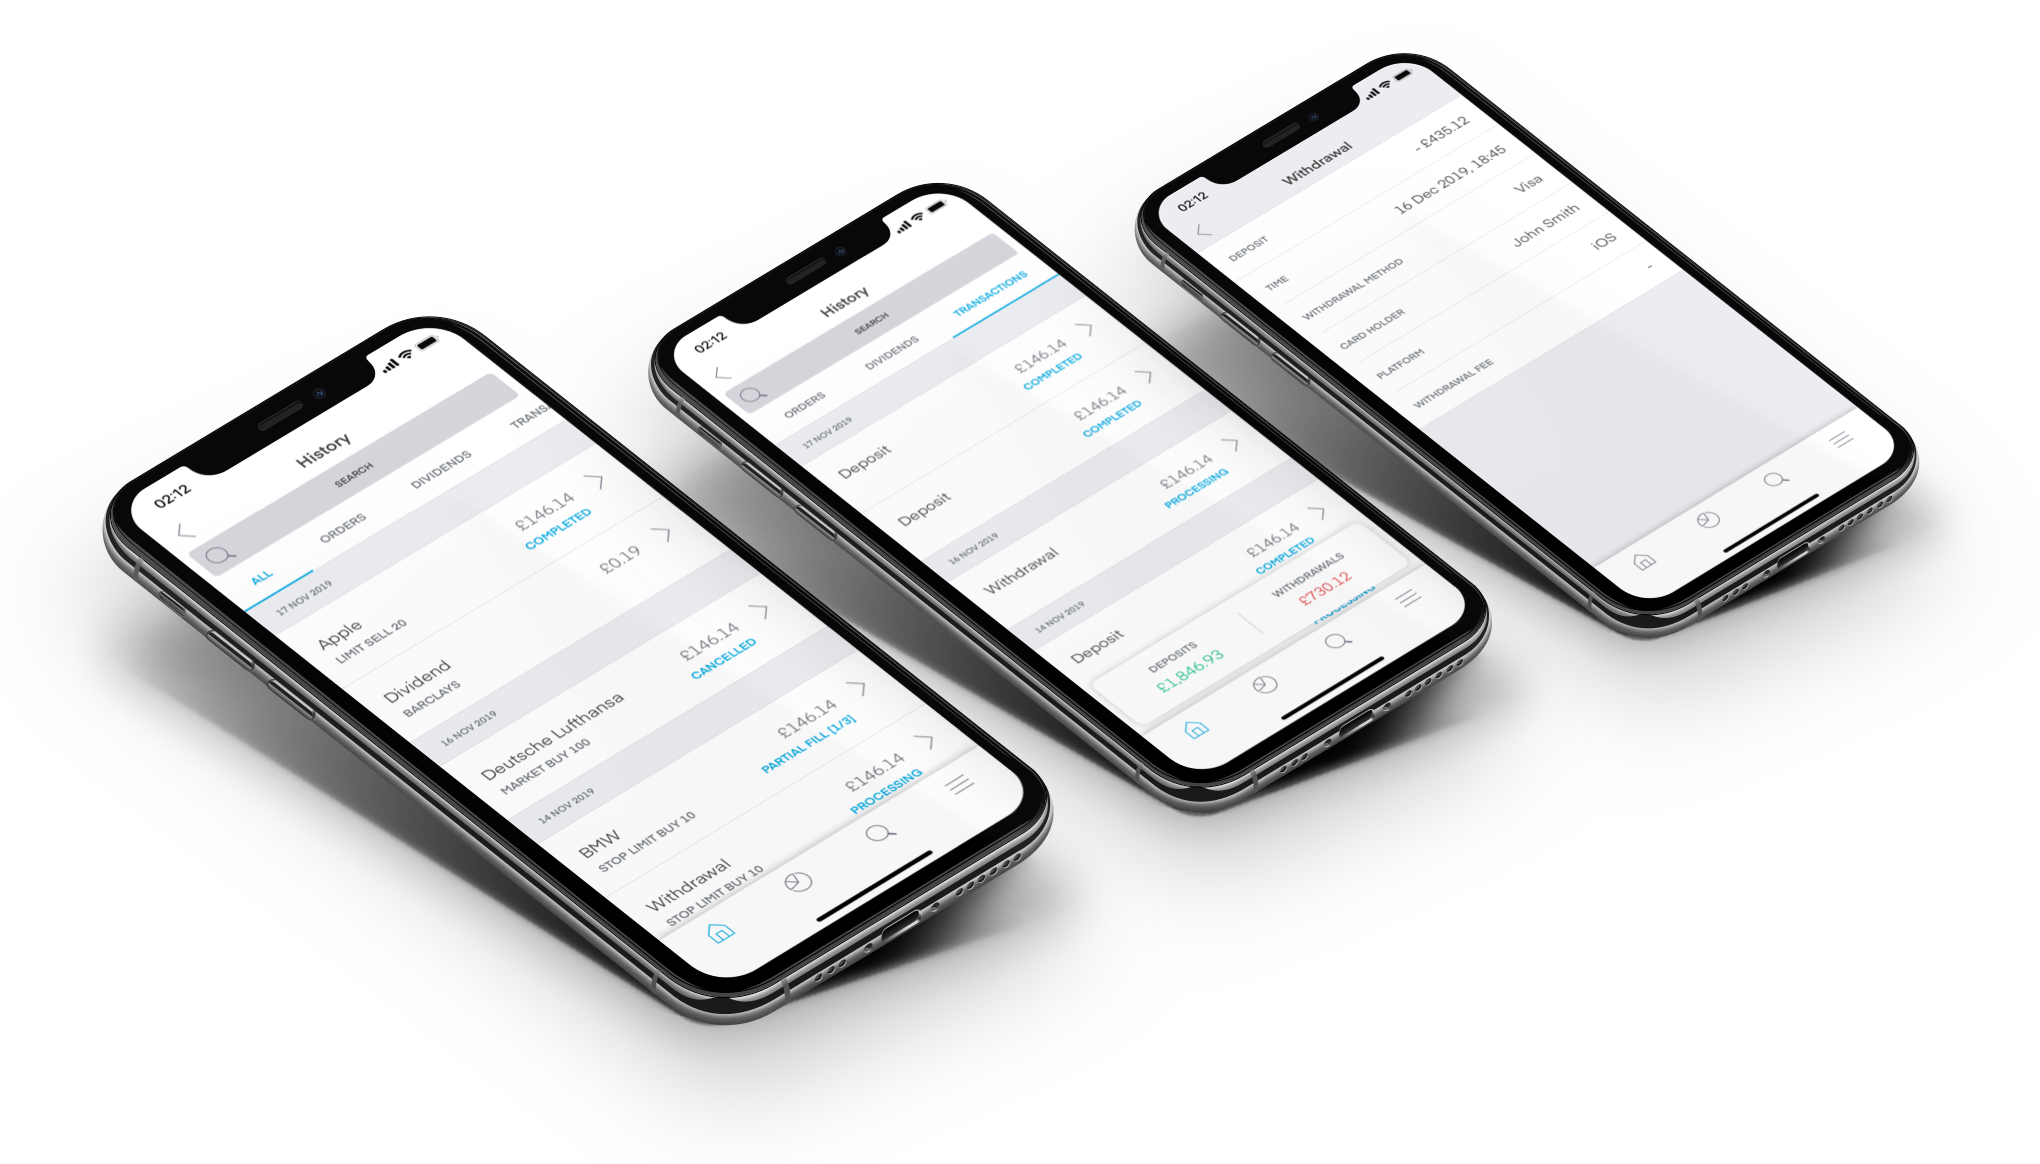 02:12
History
SEARCH
ALL
ORDERS
DIVIDENDS
TRANS
17 NOV 2019
Apple
LIMIT SELL 20
£146.14
COMPLETED
Dividend
BARCLAYS
£0.19
16 NOV 2019
Deutsche Lufthansa
MARKET BUY 100
£146.14
CANCELLED
14 NOV 2019
BMW
STOP LIMIT BUY 10
£146.14
PARTIAL FILL [1/3]
Withdrawal
STOP LIMIT BUY 10
£146.14
PROCESSING
02:12
History
SEARCH
ORDERS
DIVIDENDS
TRANSACTIONS
17 NOV 2019
Deposit
£146.14
COMPLETED
Deposit
£146.14
COMPLETED
16 NOV 2019
Withdrawal
£146.14
PROCESSING
14 NOV 2019
Deposit
£146.14
COMPLETED
PROCESSING
DEPOSITS
£1,846.93
WITHDRAWALS
£730.12
02:12
Withdrawal
DEPOSIT
- £435.12
TIME
16 Dec 2019, 18:45
WITHDRAWAL METHOD
Visa
CARD HOLDER
John Smith
PLATFORM
iOS
WITHDRAWAL FEE
-